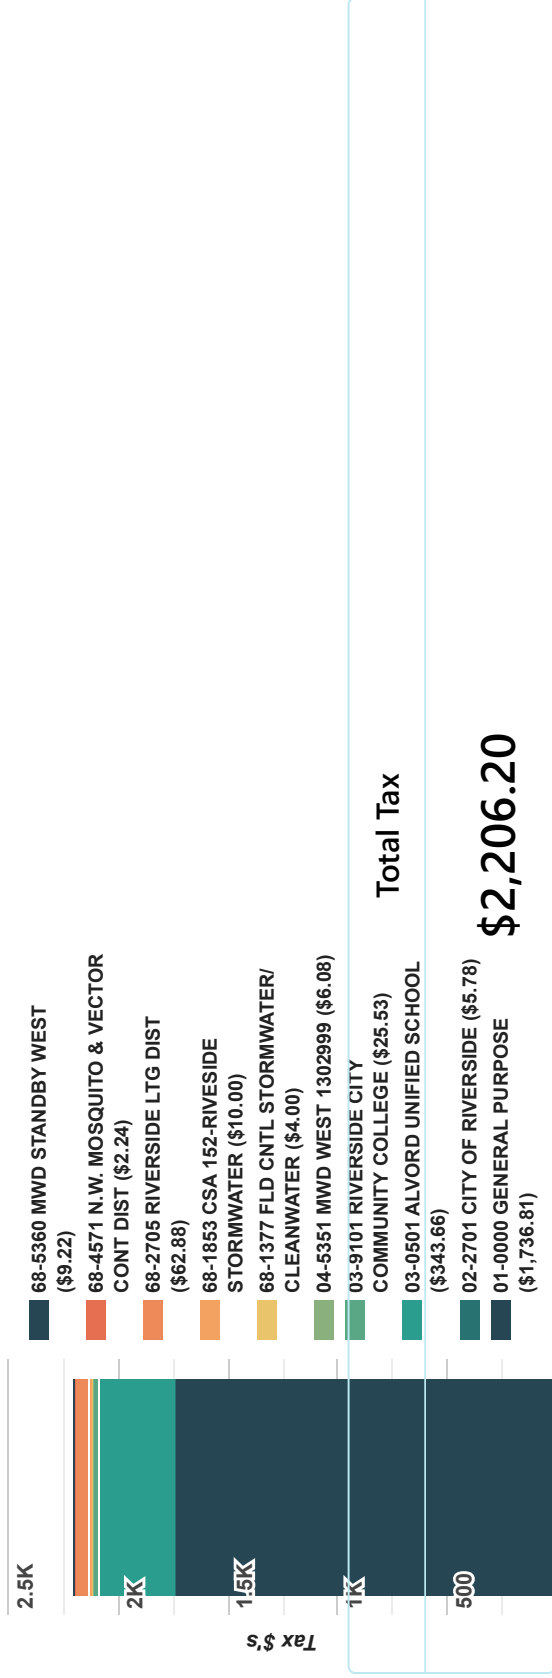 Tax $'s
2.5K
2K
1.5K
1K
500
68-5360 MWD STANDBY WEST
($9.22)
68-4571 N.W. MOSQUITO & VECTOR
CONT DIST ($2.24)
68-2705 RIVERSIDE LTG DIST
($62.88)
68-1853 CSA 152-RIVESIDE
STORMWATER ($10.00)
68-1377 FLD CNTL STORMWATER/
CLEANWATER ($4.00)
04-5351 MWD WEST 1302999 ($6.08)
03-9101 RIVERSIDE CITY
COMMUNITY COLLEGE ($25.53)
03-0501 ALVORD UNIFIED SCHOOL
($343.66)
02-2701 CITY OF RIVERSIDE ($5.78)
01-0000 GENERAL PURPOSE
($1,736.81)
Total Tax
$2,206.20